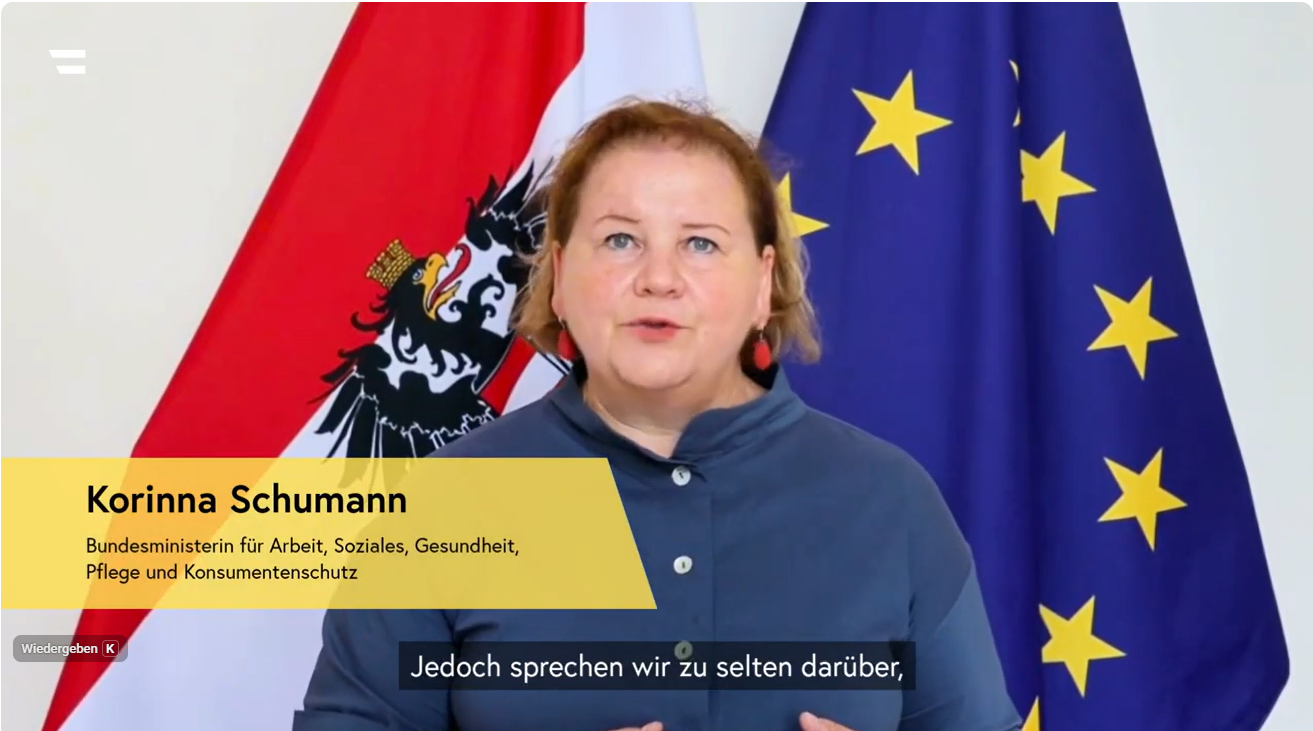 Korinna Schumann
Bundesministerin für Arbeit, Soziales, Gesundheit,
Pflege und Konsumentenschutz
Wiedergeben K
Jedoch sprechen wir zu selten darüber,